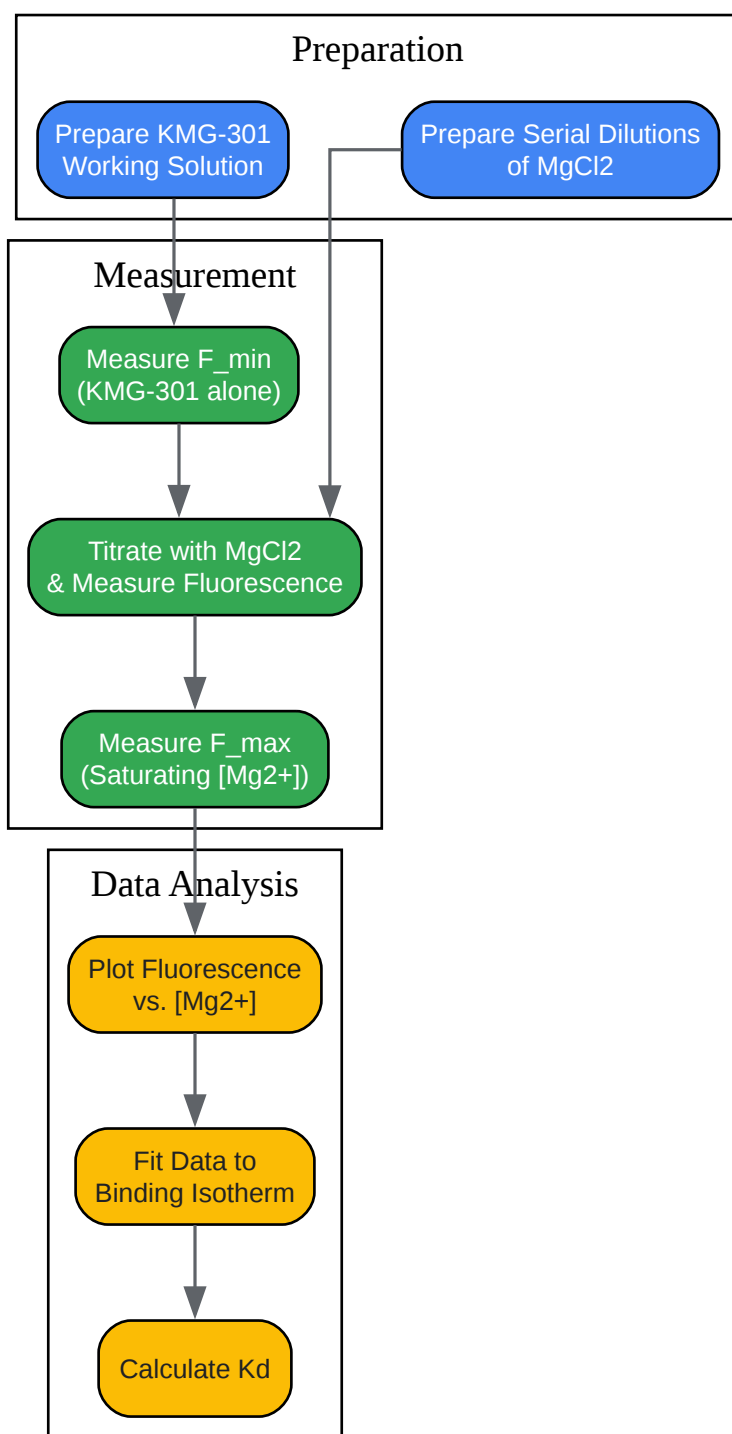 Preparation
Prepare KMG-301
Working Solution
Prepare Serial Dilutions
of MgCl2
Measurement
Measure F_min
(KMG-301 alone)
Titrate with MgCl2
& Measure Fluorescence
Measure F_max
(Saturating [Mg2+])
Data Analysis
Plot Fluorescence
vs. [Mg2+]
Fit Data to
Binding Isotherm
Calculate Kd